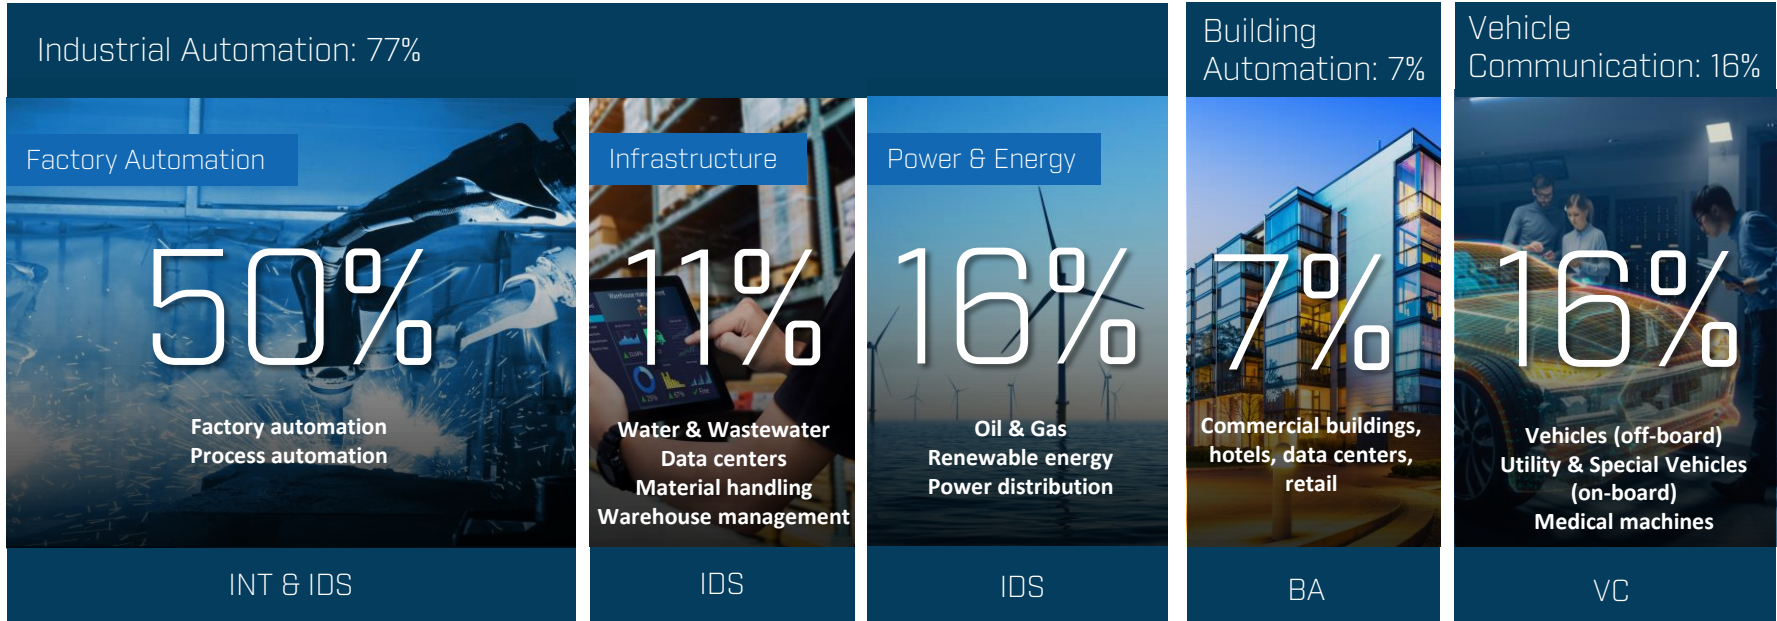 Industrial Automation: 77%
Factory Automation
50%
Factory automation
Process automation
INT & IDS
Infrastructure
11%
Water & Wastewater
Data centers
Material handling
Warehouse management
IDS
Power & Energy
16%
Oil & Gas
Renewable energy
Power distribution
IDS
Building
Automation: 7%
7%
Commercial buildings,
hotels, data centers,
retail
BA
Vehicle
Communication: 16%
16%
Vehicles (off-board)
Utility & Special Vehicles
(on-board)
Medical machines
VC